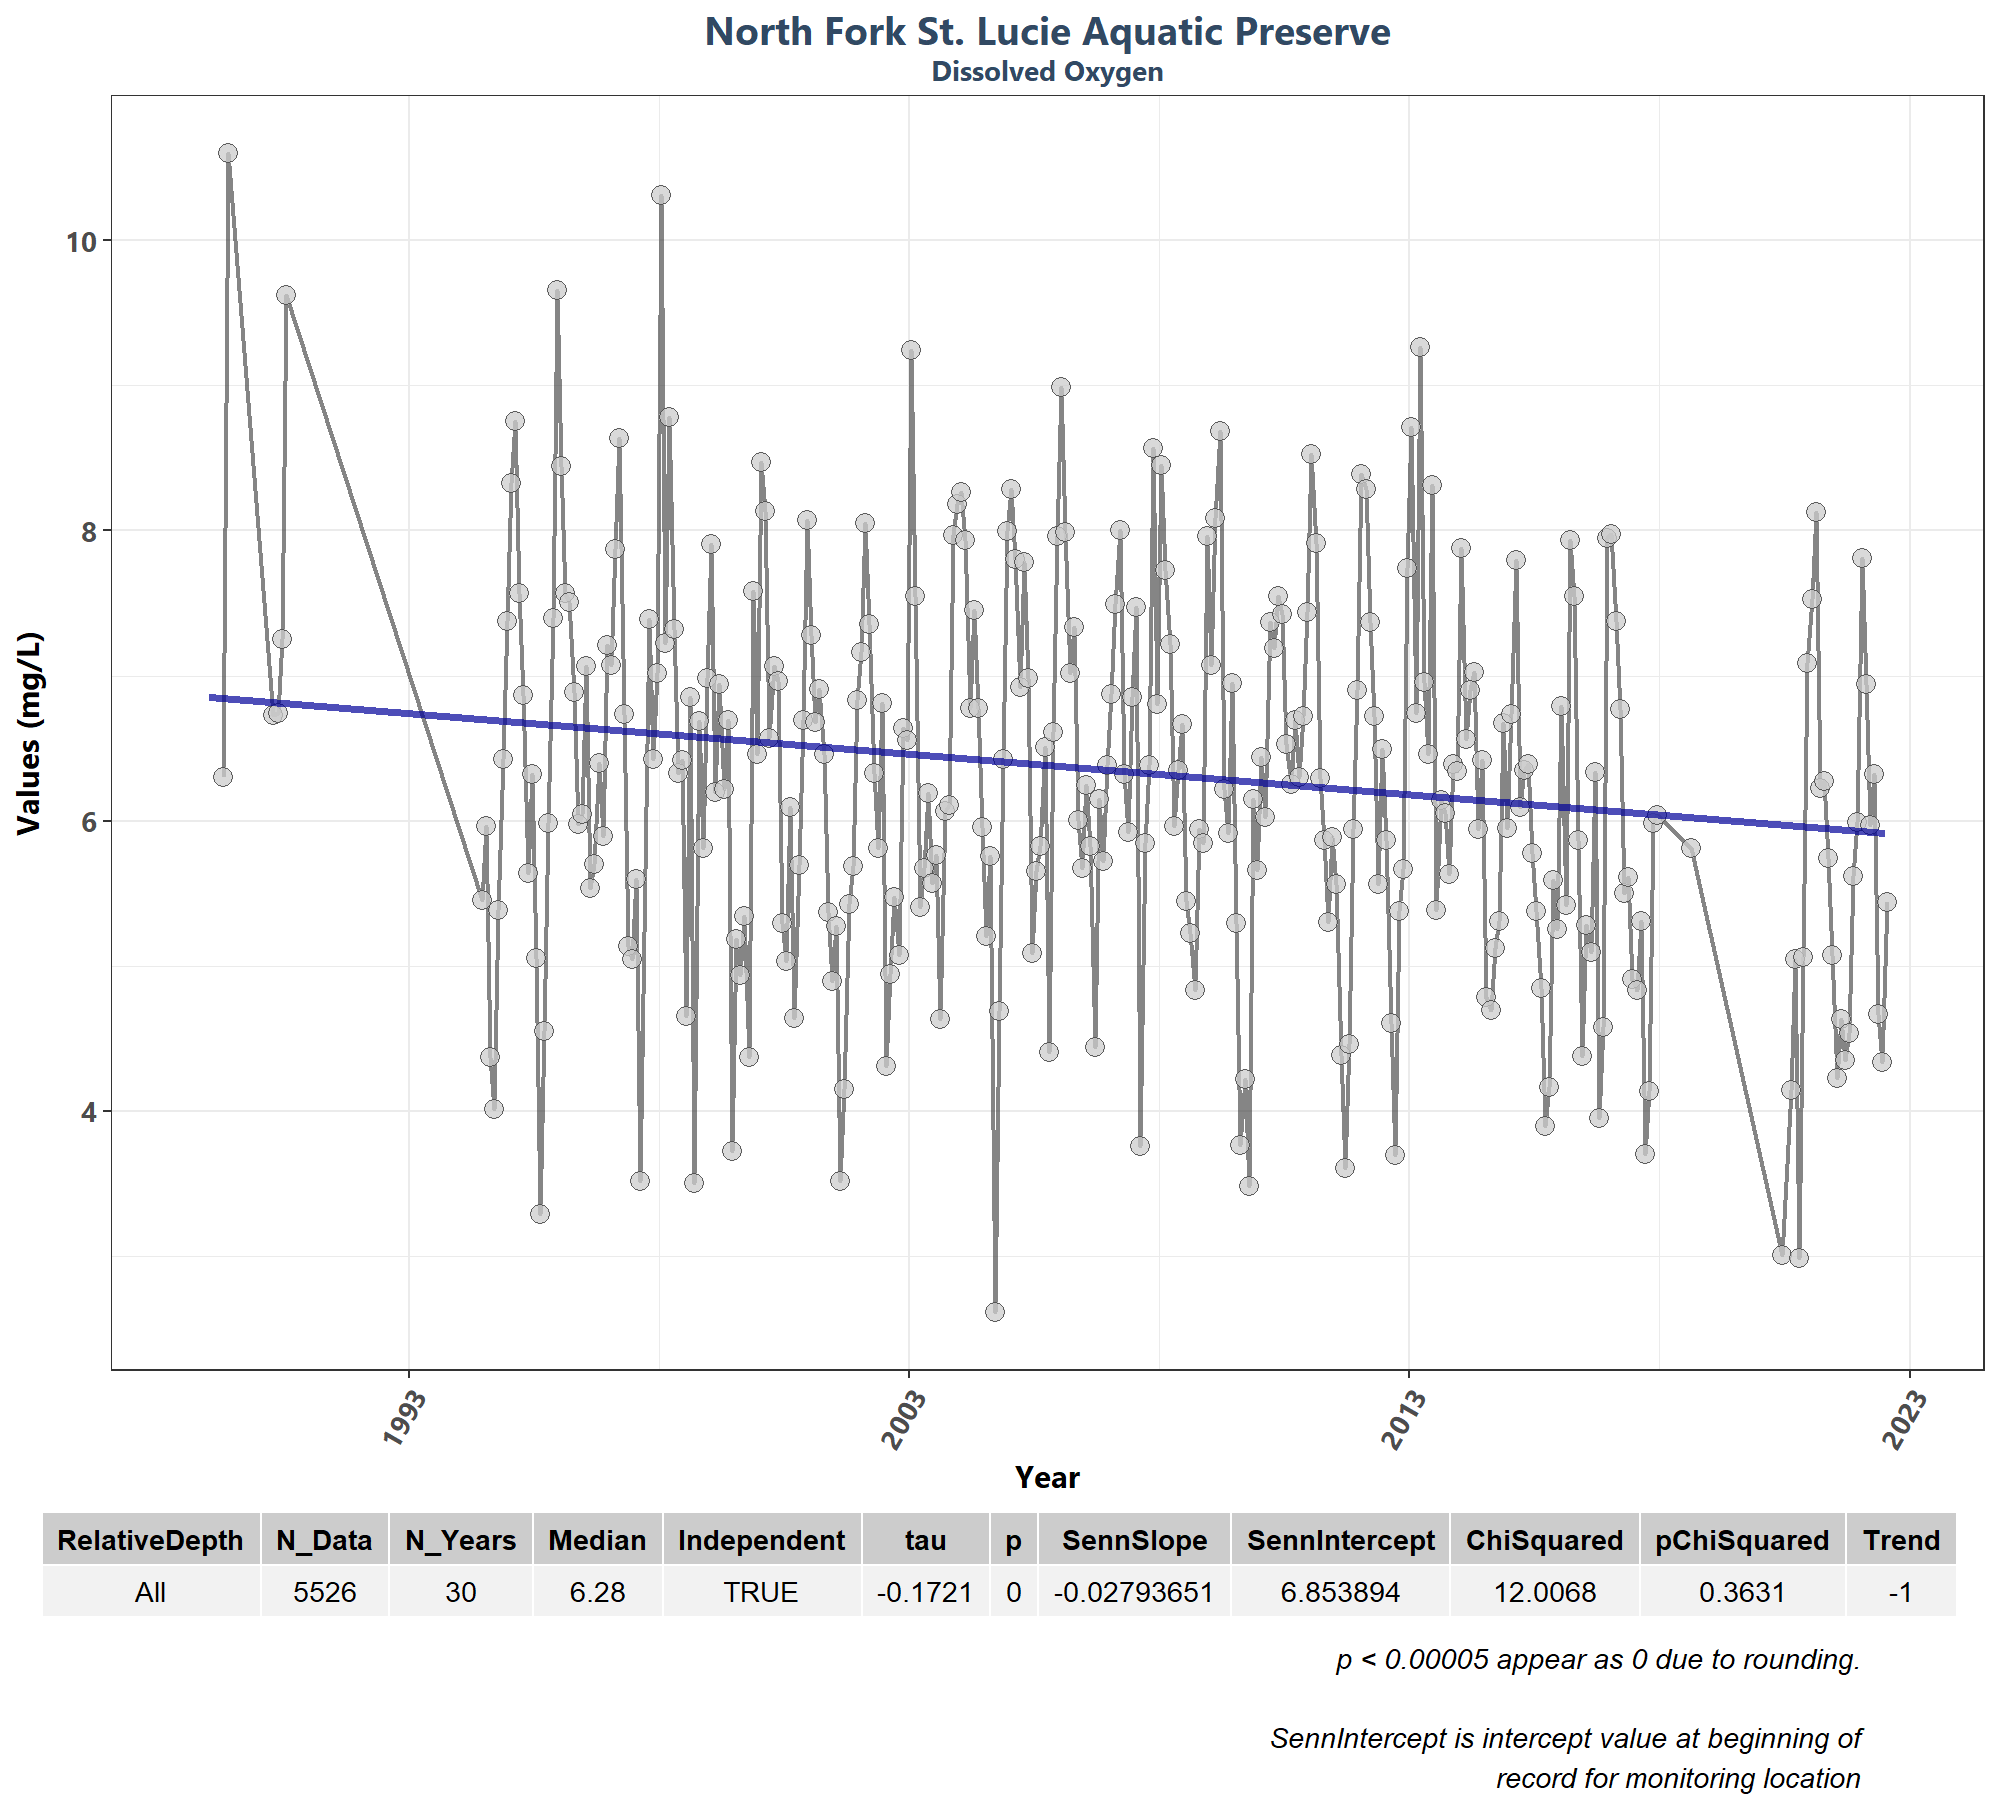 North Fork St. Lucie Aquatic Preserve
Dissolved Oxygen
Values (mg/L)
10
8
6
4
1993
2003
2013
2023
Year
RelativeDepth N_Data N_Years Median Independent tau p SennSlope SennIntercept ChiSquared pChiSquared Trend
All 5526 30 6.28 TRUE -0.1721 0 -0.02793651 6.853894 12.0068 0.3631 -1
p < 0.00005 appear as 0 due to rounding.
SennIntercept is intercept value at beginning of
record for monitoring location